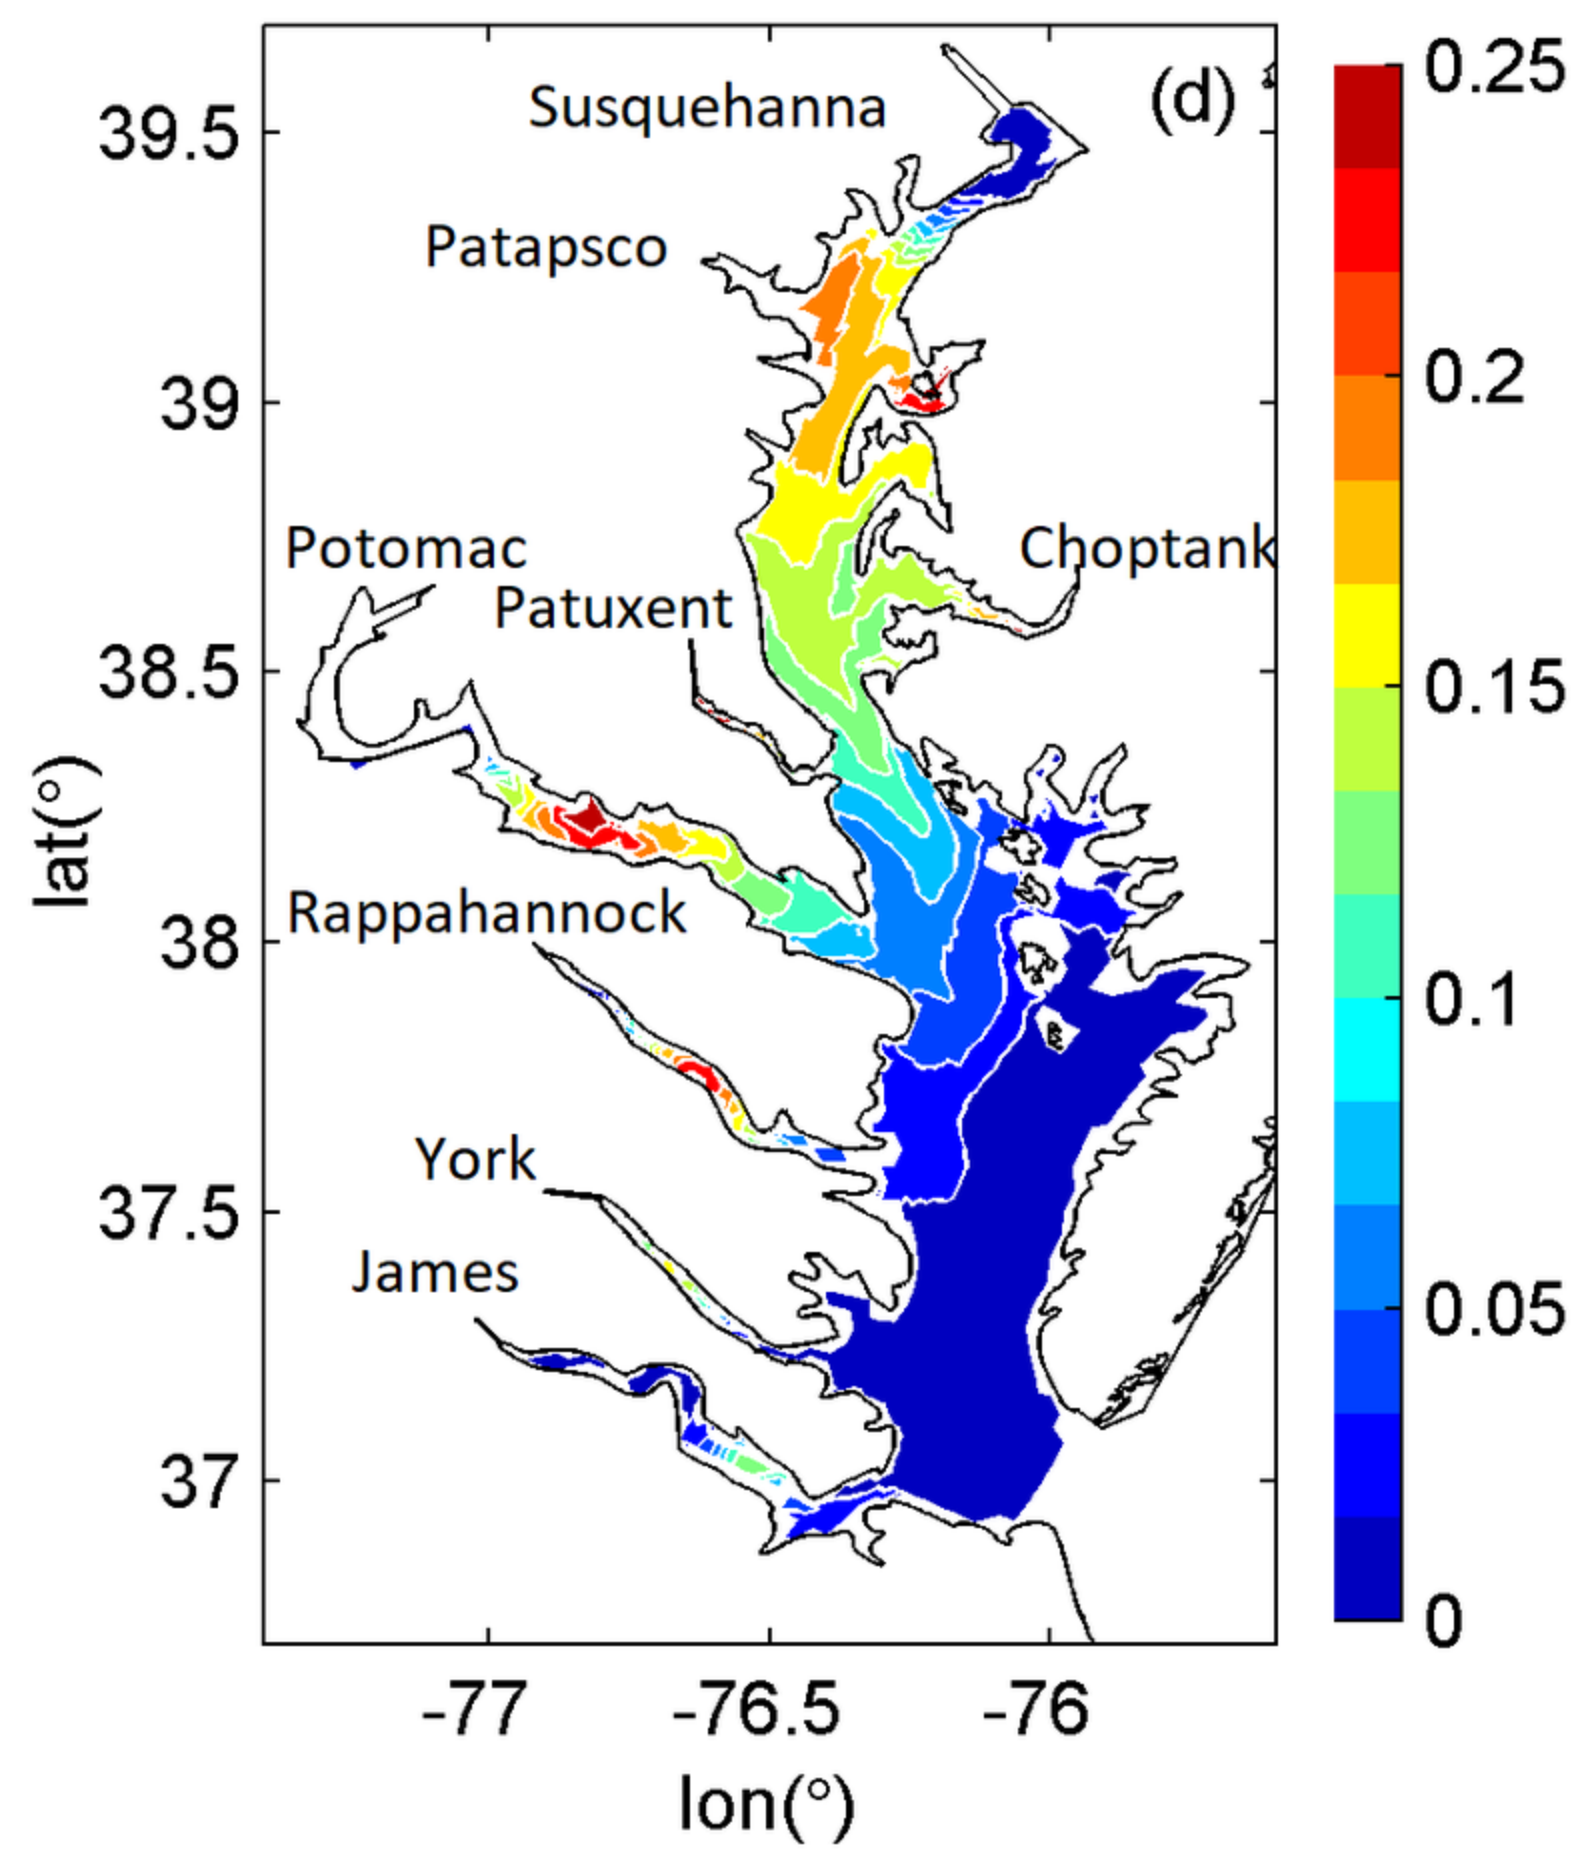 (d)
Susquehanna
Patapsco
Potomac
Choptank
Patuxent
Rappahannock
York
James
39.5
39
38.5
38
37.5
37
lat(°)
-77
-76.5
-76
lon(°)
0.25
0.2
0.15
0.1
0.05
0